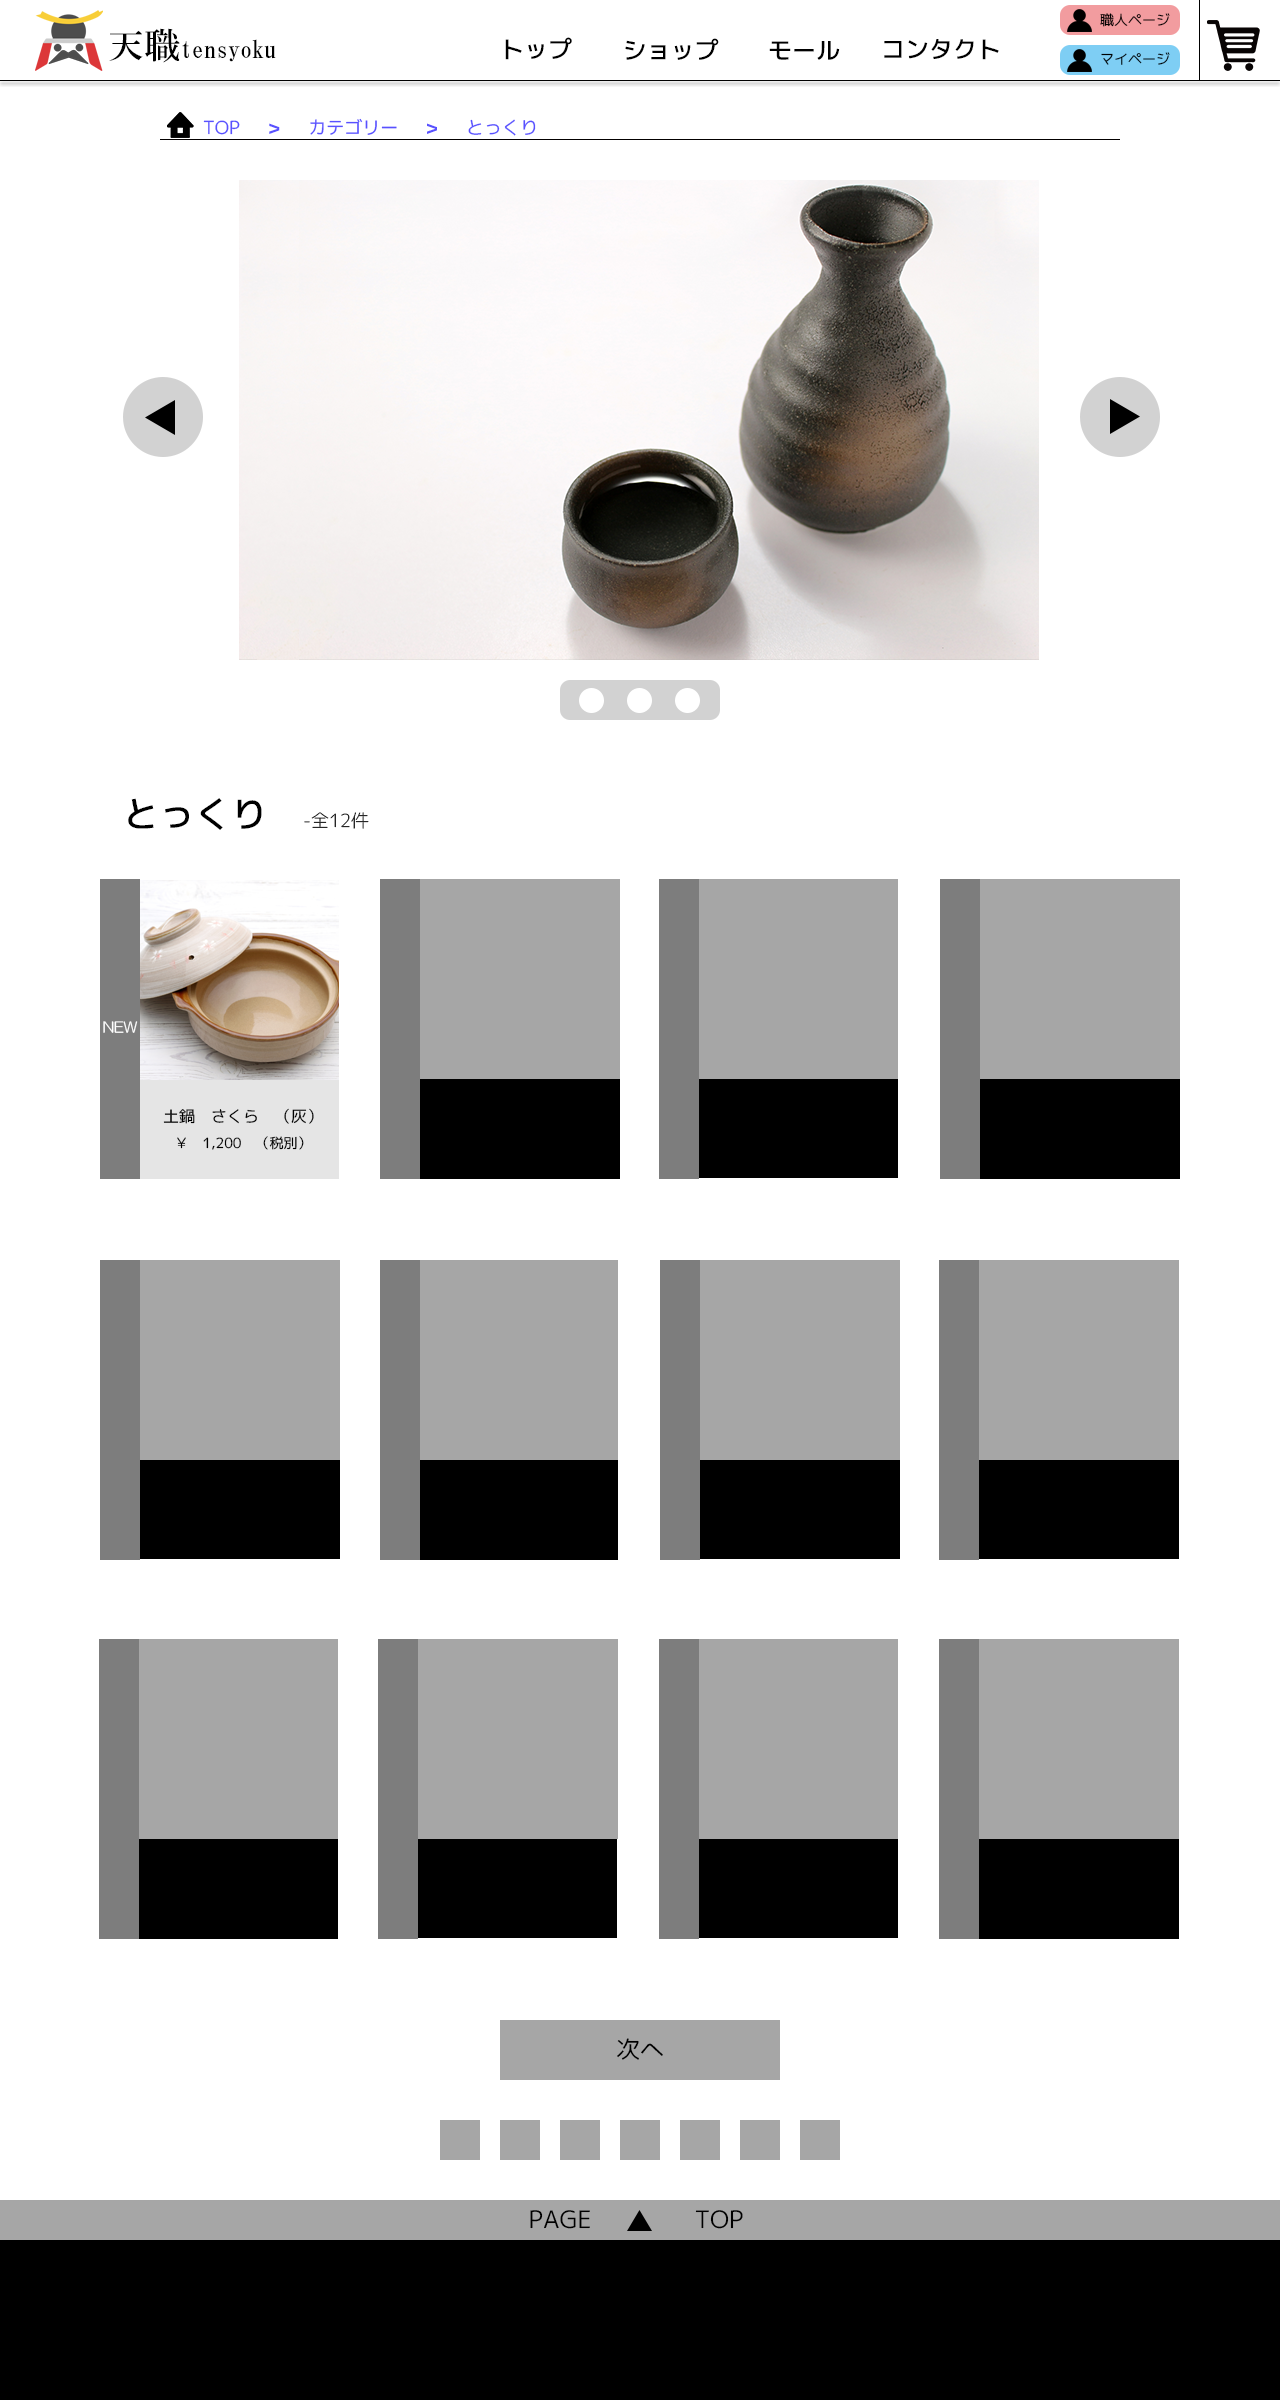 天職tensyoku
トップ ショップ モール コンタクト
職人ページ
マイページ
TOP > カテゴリー > とっくり
とっくり -全12件
NEW
土鍋 さくら (灰)
¥ 1,200 (税別)
次へ
PAGE ▲ TOP